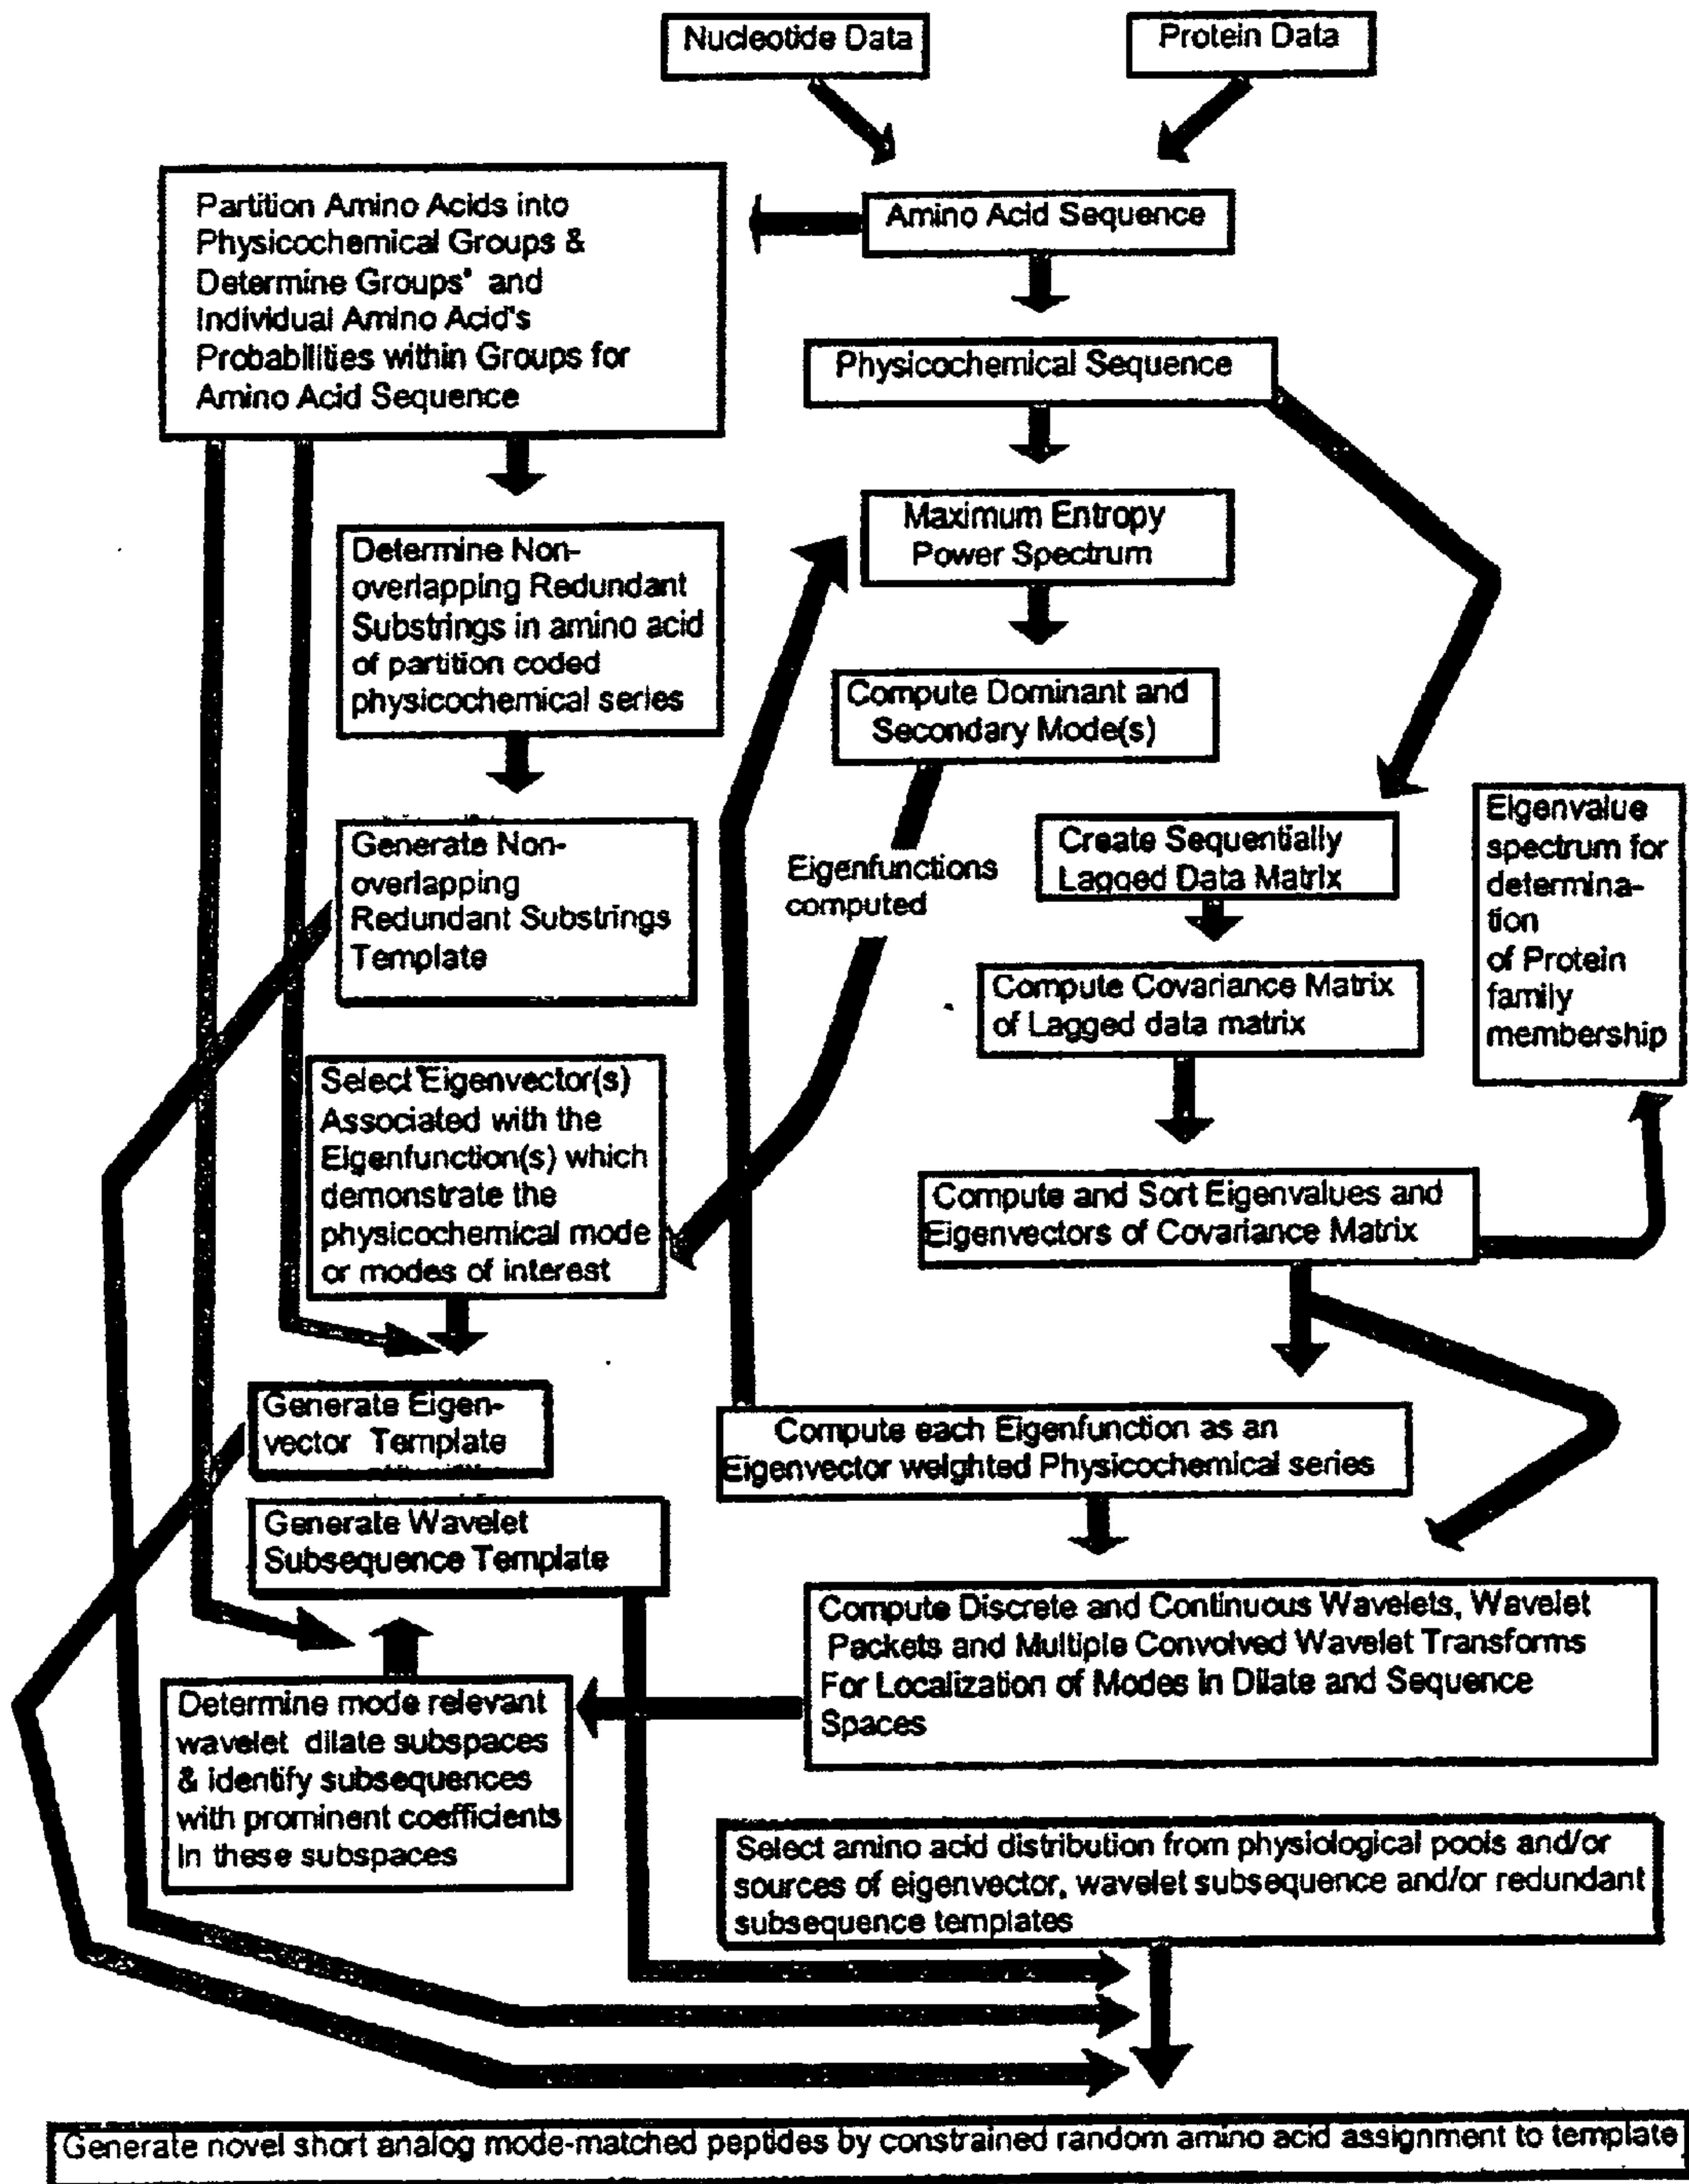 Nucleotide Data
Protein Data
Partition Amino Acids into
Physicochemical Groups &
Determine Groups' and
Individual Amino Acid's
Probabilities within Groups for
Amino Acid Sequence
Amino Acid Sequence
Physicochemical Sequence
Maximum Entropy
Power Spectrum
Determine Non-
overlapping Redundant
Substrings in amino acid
of partition coded
physicochemical series
Compute Dominant and
Secondary Mode(s)
Generate Non-
overlapping
Redundant Substrings
Template
Eigenfunctions
computed
Create Sequentially
Lagged Data Matrix
Eigenvalue
spectrum for
determina-
tion
of Protein
family
membership
Compute Covariance Matrix
of Lagged data matrix
Select Eigenvector(s)
Associated with the
Eigenfunction(s) which
demonstrate the
physicochemical mode
or modes of interest
Compute and Sort Eigenvalues and
Eigenvectors of Covariance Matrix
Generate Eigen-
vector Template
Compute each Eigenfunction as an
Eigenvector weighted Physicochemical series
Generate Wavelet
Subsequence Template
Compute Discrete and Continuous Wavelets, Wavelet
Packets and Multiple Convolved Wavelet Transforms
For Localization of Modes in Dilate and Sequence
Spaces
Determine mode relevant
wavelet dilate subspaces
& identify subsequences
with prominent coefficients
In these subspaces
Select amino acid distribution from physiological pools and/or
sources of eigenvector, wavelet subsequence and/or redundant
subsequence templates
Generate novel short analog mode-matched peptides by constrained random amino acid assignment to template